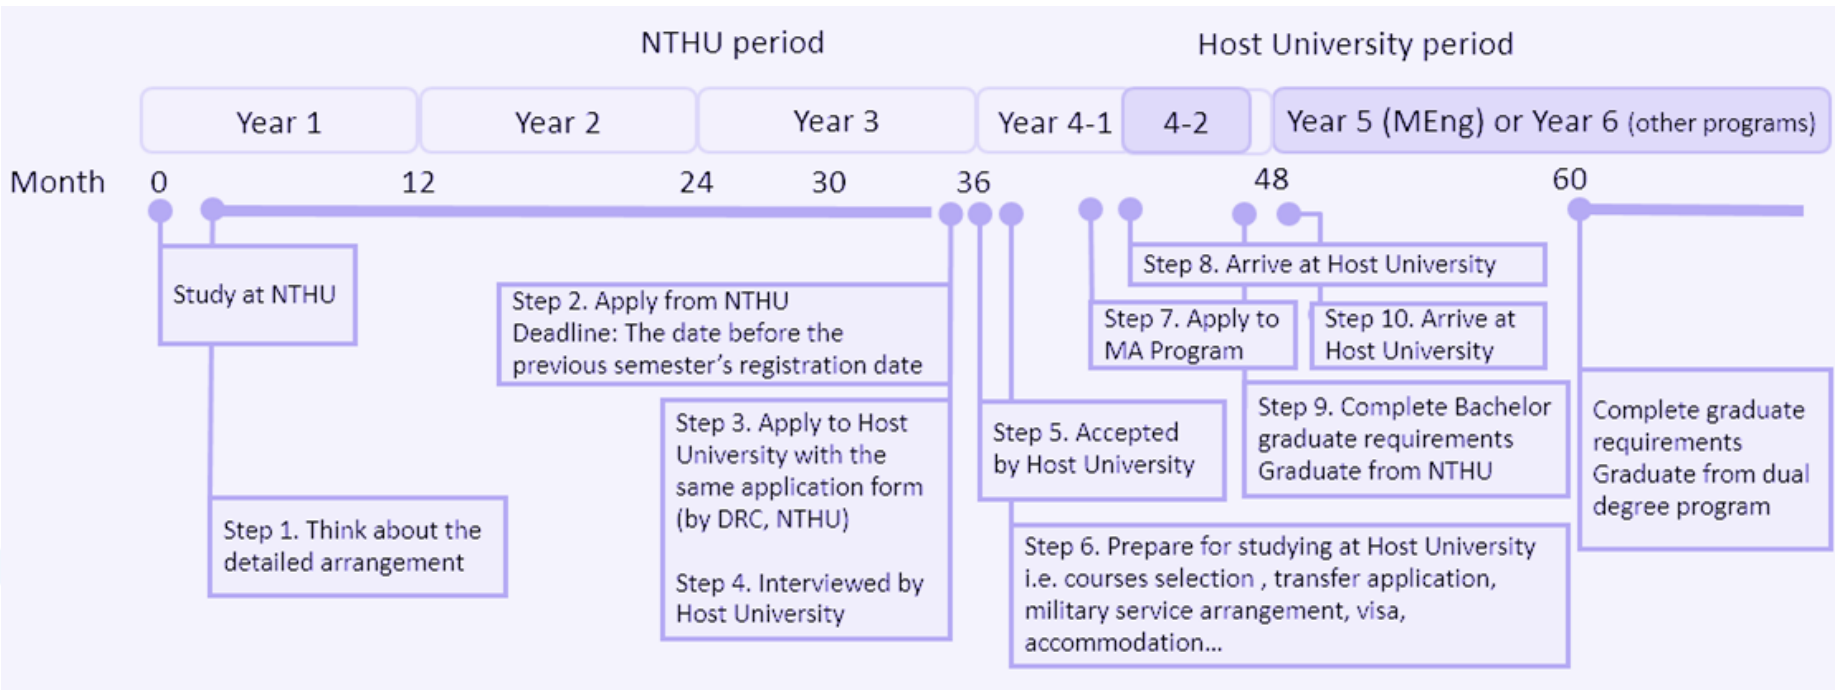 NTHU period
Host University period
Year 1
Year 2
Year 3
Year 4-1
4-2
Year 5 (MEng) or Year 6 (other programs)
Month
0
12
24
30
36
48
60
Study at NTHU
Step 1. Think about the
detailed arrangement
Step 2. Apply from NTHU
Deadline: The date before the
previous semester’s registration date
Step 3. Apply to Host
University with the
same application form
(by DRC, NTHU)
Step 4. Interviewed by
Host University
Step 5. Accepted
by Host University
Step 6. Prepare for studying at Host University
i.e. courses selection , transfer application,
military service arrangement, visa,
accommodation...
Step 7. Apply to
MA Program
Step 8. Arrive at Host University
Step 9. Complete Bachelor
graduate requirements
Graduate from NTHU
Step 10. Arrive at
Host University
Complete graduate
requirements
Graduate from dual
degree program